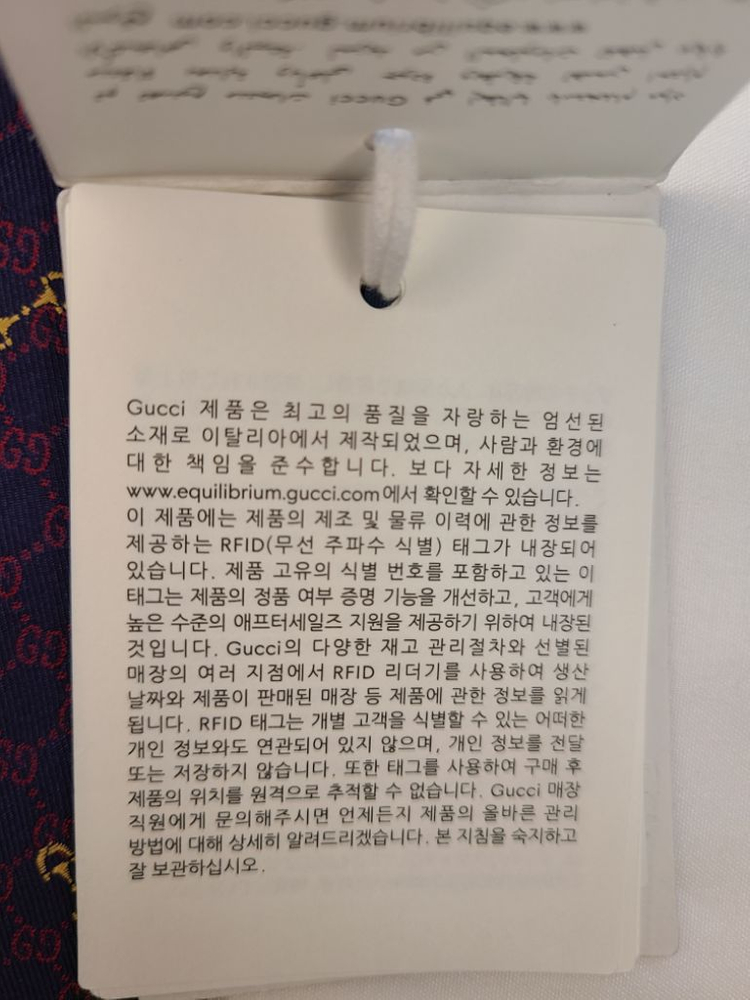 Gucci 제품은 최고의 품질을 자랑하는 엄선된
소재로 이탈리아에서 제작되었으며, 사람과 환경에
대한 책임을 준수합니다. 보다 자세한 정보는
www.equilibrium.gucci.com에서 확인할 수 있습니다.
이 제품에는 제품의 제조 및 물류 이력에 관한 정보를
제공하는 RFID(무선 주파수 식별) 태그가 내장되어
있습니다. 제품 고유의 식별 번호를 포함하고 있는 이
태그는 제품의 정품 여부 증명 기능을 개선하고, 고객에게
높은 수준의 애프터세일즈 지원을 제공하기 위하여 내장된
것입니다. Gucci의 다양한 재고 관리절차와 선별된
매장의 여러 지점에서 RFID 리더기를 사용하여 생산
날짜와 제품이 판매된 매장 등 제품에 관한 정보를 읽게
됩니다. RFID 태그는 개별 고객을 식별할 수 있는 어떠한
개인 정보와도 연관되어 있지 않으며, 개인 정보를 전달
또는 저장하지 않습니다. 또한 태그를 사용하여 구매 후
제품의 위치를 원격으로 추적할 수 없습니다. Gucci 매장
직원에게 문의해주시면 언제든지 제품의 올바른 관리
방법에 대해 상세히 알려드리겠습니다. 본 지침을 숙지하고
잘 보관하십시오.